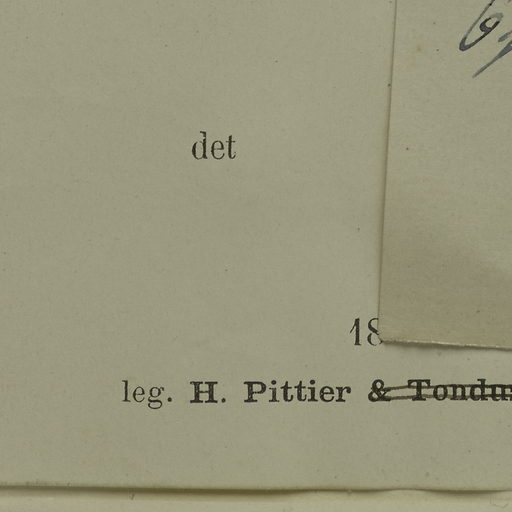 det
18
leg. H. Pittier & Tondu